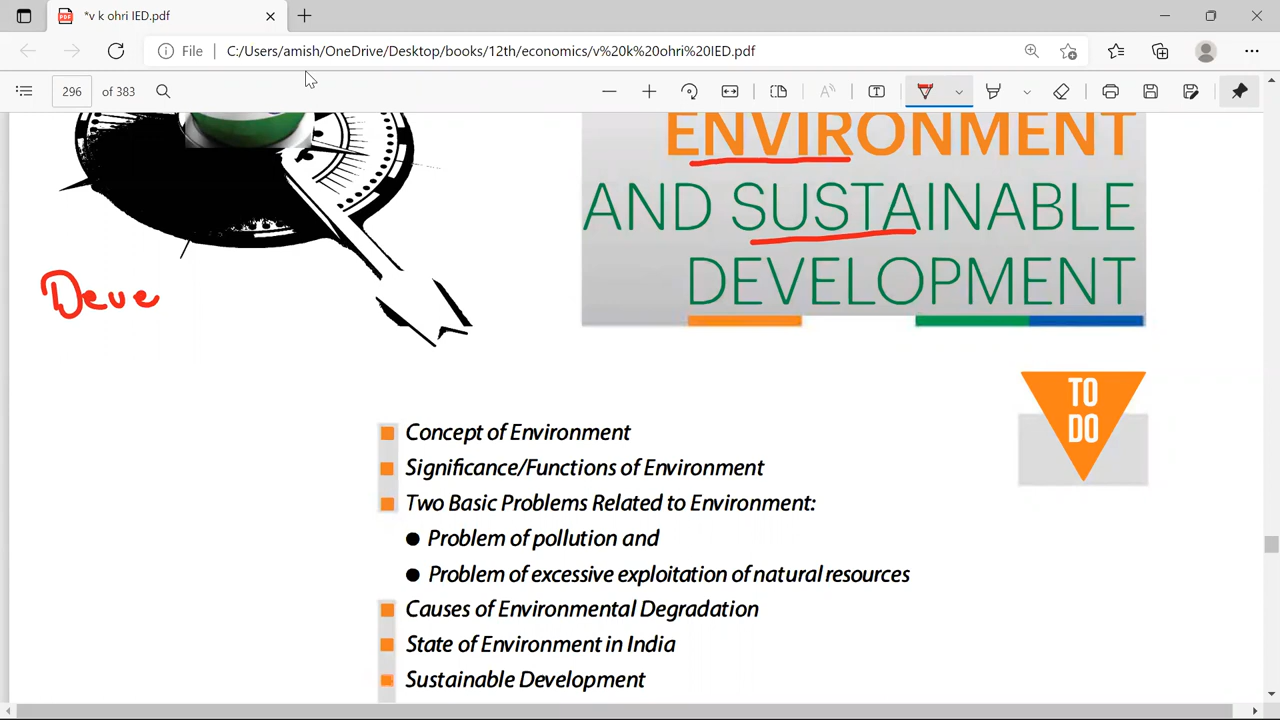 *v k ohri IED.pdf
File
C:/Users/amish/OneDrive/Desktop/books/12th/economics/v%20k%20ohri%20IED.pdf
296 of 383
ENVIRONMENT
AND SUSTAINABLE
DEVELOPMENT
Deve
TO
DO
Concept of Environment
Significance/Functions of Environment
Two Basic Problems Related to Environment:
Problem of pollution and
Problem of excessive exploitation of natural resources
Causes of Environmental Degradation
State of Environment in India
Sustainable Development